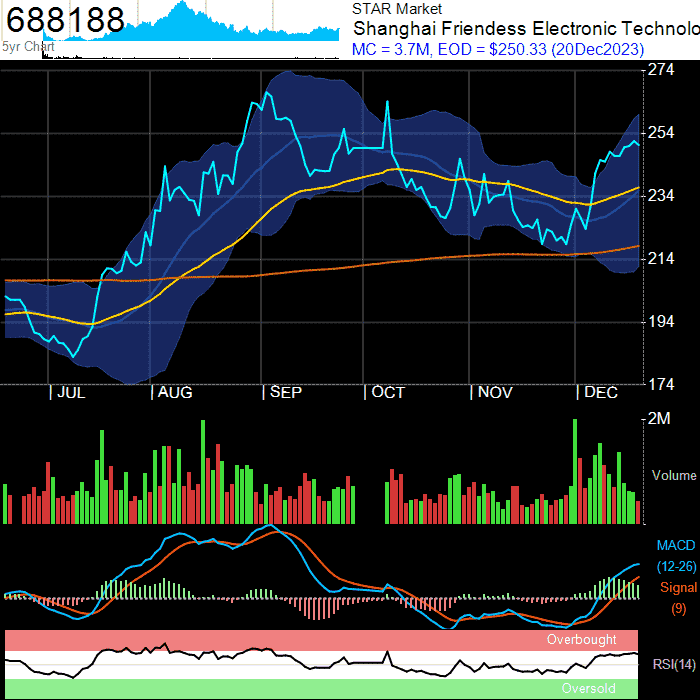 688188
5yr Chart
STAR Market
Shanghai Friendess Electronic Technolo
MC = 3.7M, EOD = $250.33 (20Dec2023)
274
254
234
214
194
174
JUL
AUG
SEP
OCT
NOV
DEC
2M
Volume
MACD
(12-26)
Signal
(9)
Overbought
RSI(14)
Oversold